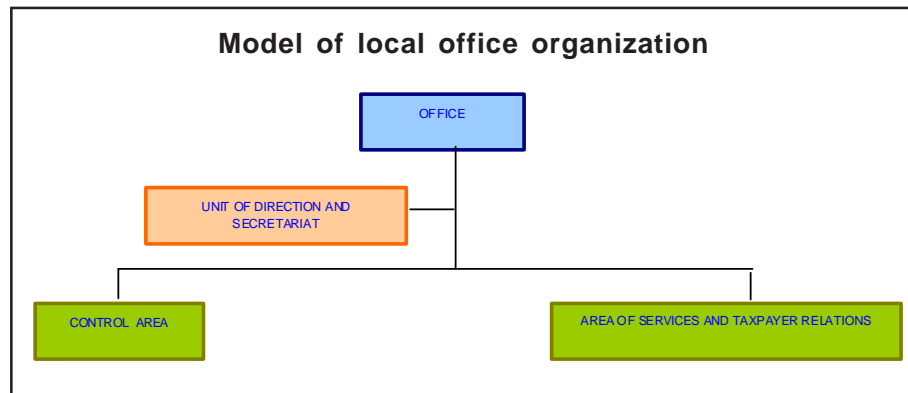 Model of local office organization
OFFICE
UNIT OF DIRECTION AND
SECRETARIAT
CONTROL AREA
AREA OF SERVICES AND TAXPAYER RELATIONS